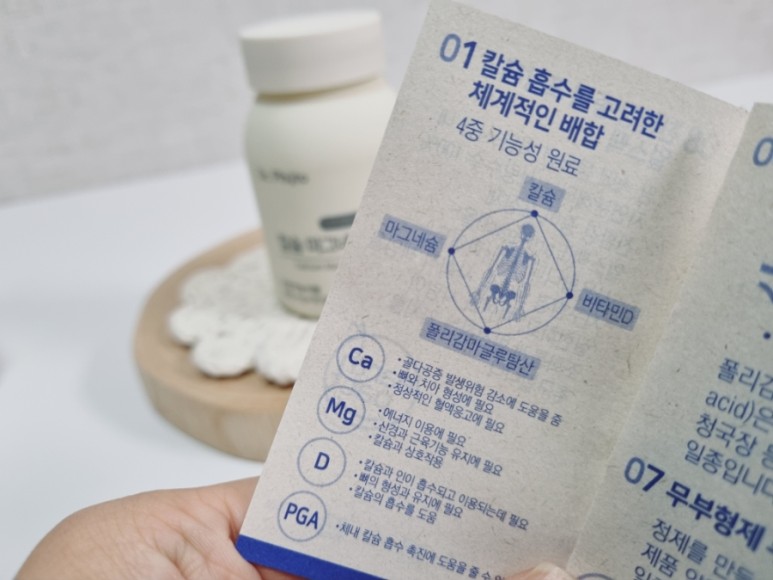 01 칼슘 흡수를 고려한
체계적인 배합
4중 기능성 원료
칼슘
마그네슘
비타민D
폴리감마글루탐산
Ca
•골다공증 발생위험 감소에 도움을 줌
•뼈와 치아 형성에 필요
•정상적인 혈액응고에 필요
Mg
•에너지 이용에 필요
•신경과 근육기능 유지에 필요
•칼슘과 상호작용
D
•칼슘과 인이 흡수되고 이용되는데 필요
•뼈의 형성과 유지에 필요
•칼슘의 흡수를 도움
PGA
•체내 칼슘 흡수 촉진에 도움을 줄 수
폴리감
acid)은
청국장
일종입니다
07 무부형제
정제를 만드
제품